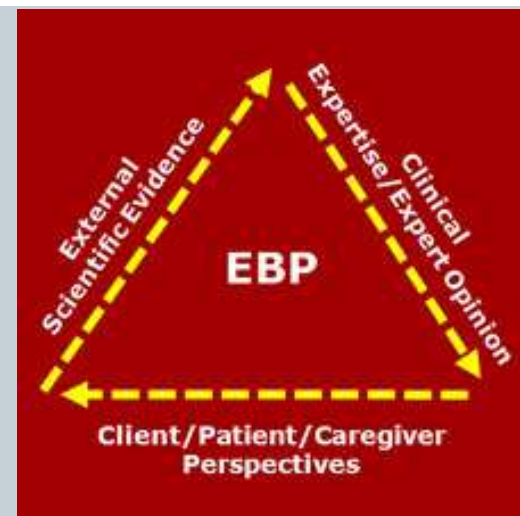 External
Scientific Evidence
Clinical
Expertise/Expert Opinion
EBP
Client/Patient/Caregiver
Perspectives